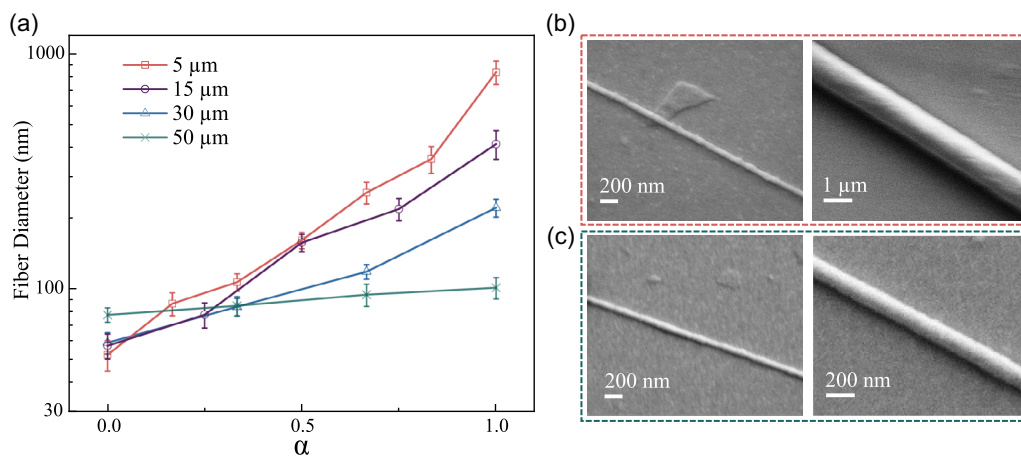 (a)
1000
100
30
Fiber Diameter (nm)
5 μm
15 μm
30 μm
50 μm
0.0
0.5
1.0
α
(b)
200 nm
1 μm
(c)
200 nm
200 nm